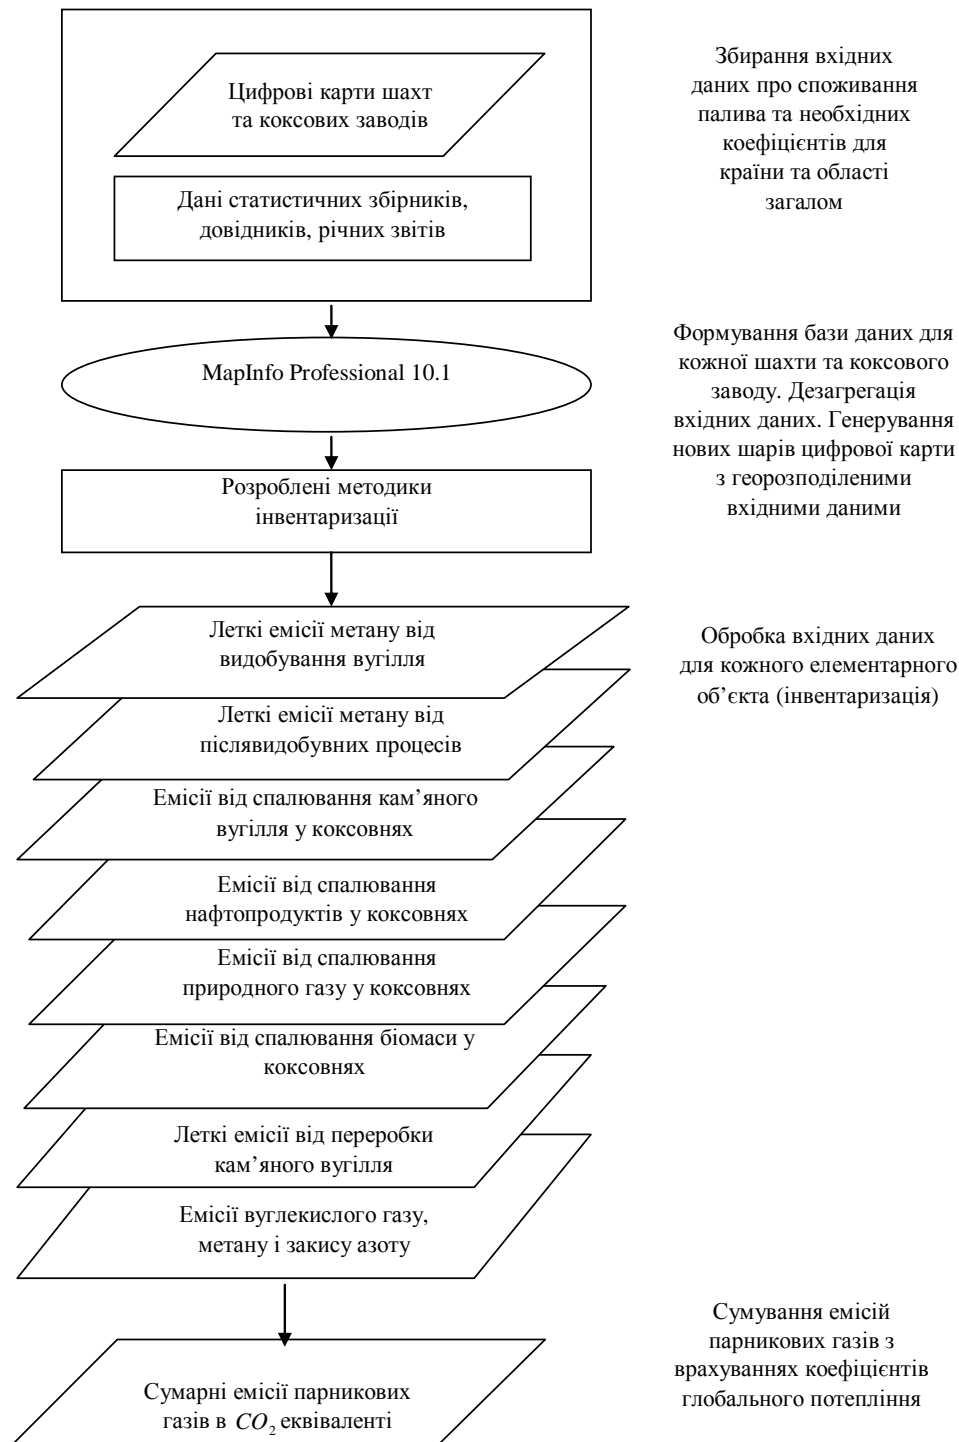 Цифрові карти шахт
та коксових заводів
Дані статистичних збірників,
довідників, річних звітів
Збирання вхідних
даних про споживання
палива та необхідних
коефіцієнтів для
країни та області
загалом
MapInfo Professional 10.1
Розроблені методики
інвентаризації
Формування бази даних для
кожної шахти та коксового
заводу. Дезагрегація
вхідних даних. Генерування
нових шарів цифрової карти
з георозподіленими
вхідними даними
Леткі емісії метану від
видобування вугілля
Леткі емісії метану від
післявидобувних процесів
Емісії від спалювання кам’яного
вугілля у коксовнях
Емісії від спалювання
нафтопродуктів у коксовнях
Емісії від спалювання
природного газу у коксовнях
Емісії від спалювання біомаси у
коксовнях
Леткі емісії від переробки
кам’яного вугілля
Емісії вуглекислого газу,
метану і закису азоту
Обробка вхідних даних
для кожного елементарного
об’єкта (інвентаризація)
Сумарні емісії парникових
газів в CO₂ еквіваленті
Сумування емісій
парникових газів з
врахуваннях коефіцієнтів
глобального потепління